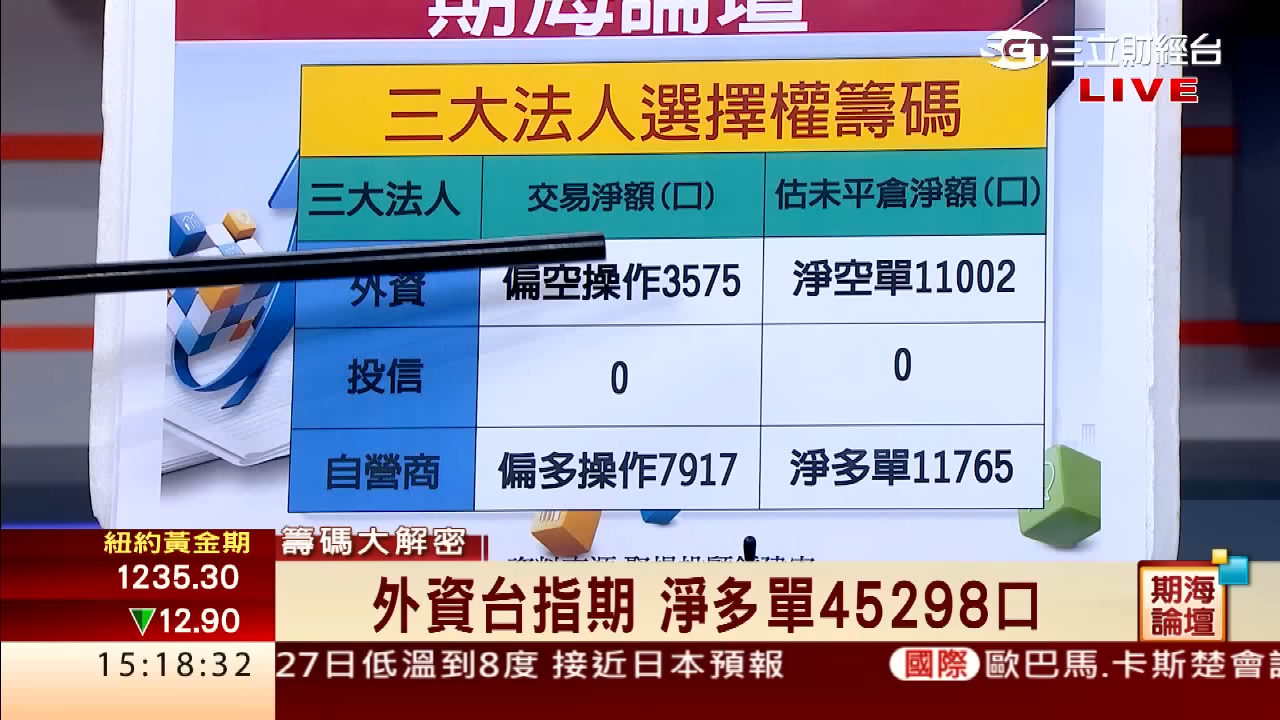 期海論壇
SET三立財經台
LIVE
三大法人選擇權籌碼
三大法人 交易淨額(口) 估未平倉淨額(口)
外資 偏空操作3575 淨空單11002
投信 0 0
自營商 偏多操作7917 淨多單11765
紐約黃金期
1235.30
▼12.90
15:18:32
籌碼大解密
外資台指期 淨多單45298口
期海
論壇
27日低溫到8度 接近日本預報
國際 歐巴馬.卡斯楚會